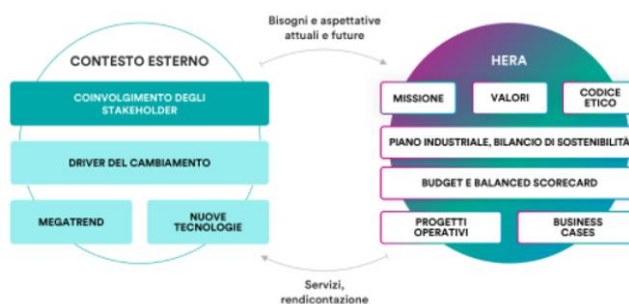 Bisogni e aspettative
attuali e future
CONTESTO ESTERNO
COINVOLGIMENTO DEGLI
STAKEHOLDER
DRIVER DEL CAMBIAMENTO
MEGATREND
NUOVE
TECNOLOGIE
HERA
MISSIONE
VALORI
CODICE
ETICO
PIANO INDUSTRIALE, BILANCIO DI SOSTENIBILITÀ
BUDGET E BALANCED SCORECARD
PROGETTI
OPERATIVI
BUSINESS
CASES
Servizi,
rendicontazione